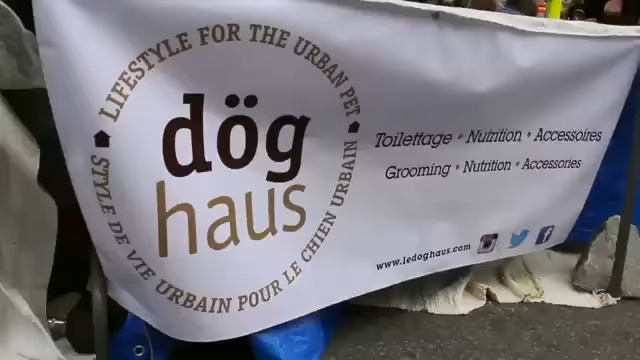 LIFESTYLE FOR THE URBAN PET
dög
haus
STYLE DE VIE URBAIN POUR LE CHIEN URBAIN
Toilettage • Nutrition • Accessoires
Grooming • Nutrition • Accessories
www.ledoghaus.com